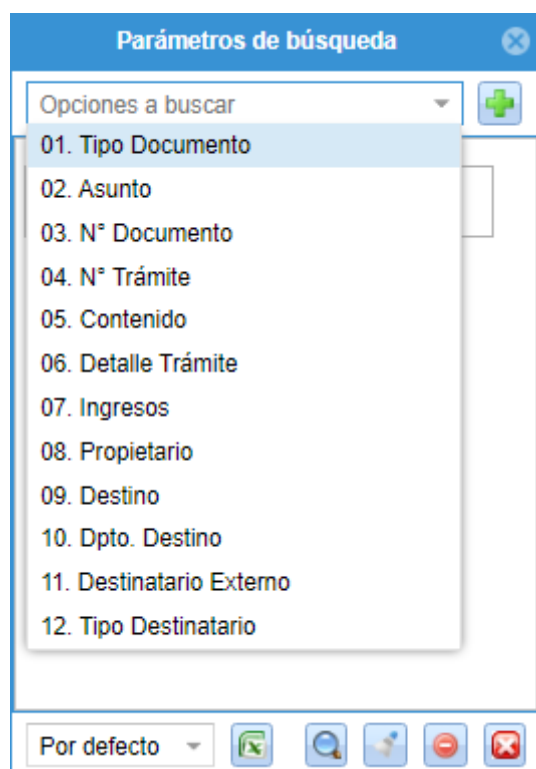 Parámetros de búsqueda
Opciones a buscar
01. Tipo Documento
02. Asunto
03. N° Documento
04. N° Trámite
05. Contenido
06. Detalle Trámite
07. Ingresos
08. Propietario
09. Destino
10. Dpto. Destino
11. Destinatario Externo
12. Tipo Destinatario
Por defecto